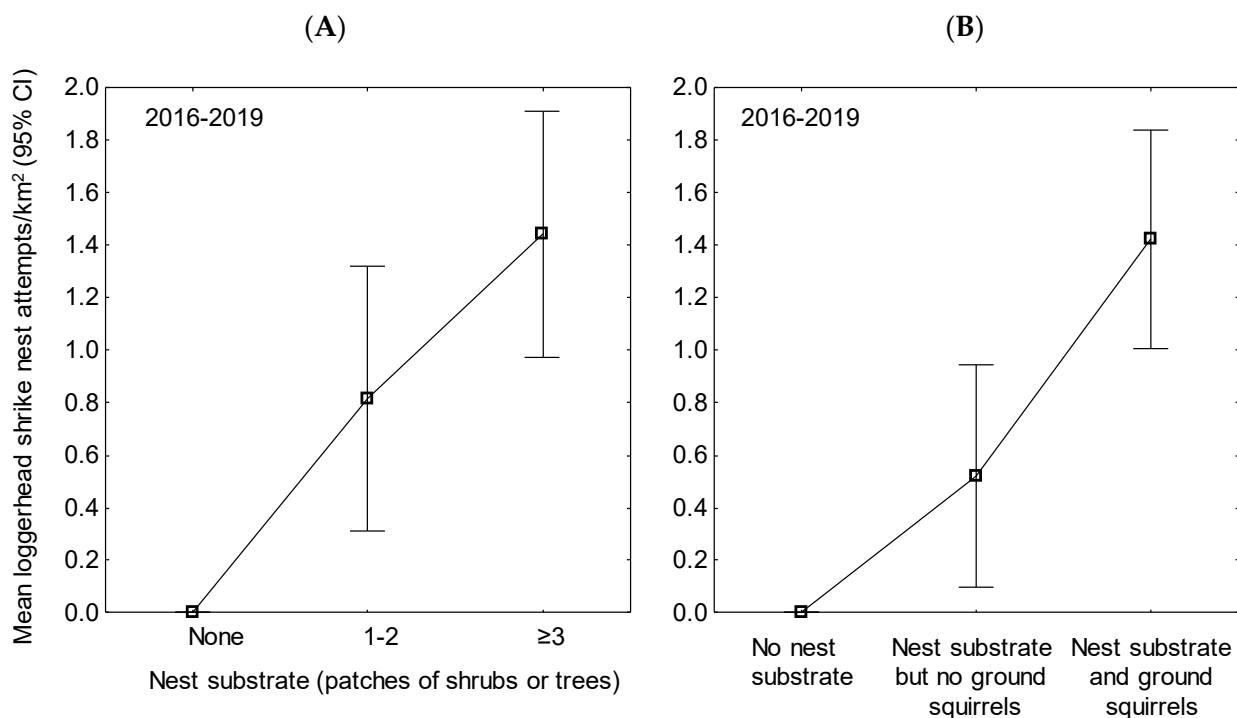 (A)
Mean loggerhead shrike nest attempts/km² (95% CI)
2.0
1.8
1.6
1.4
1.2
1.0
0.8
0.6
0.4
0.2
0.0
2016-2019
None
1-2
≥3
Nest substrate (patches of shrubs or trees)
(B)
2.0
1.8
1.6
1.4
1.2
1.0
0.8
0.6
0.4
0.2
0.0
2016-2019
No nest
substrate
Nest substrate
but no ground
squirrels
Nest substrate
and ground
squirrels